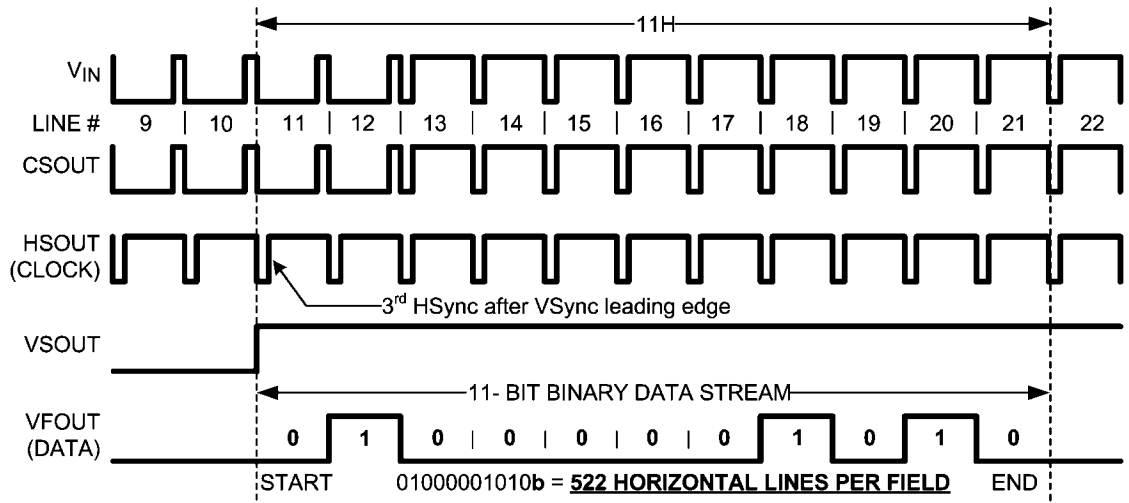 11H
VIN
LINE # 9 | 10 | 11 | 12 | 13 | 14 | 15 | 16 | 17 | 18 | 19 | 20 | 21 | 22
CSOUT
HSOUT
(CLOCK)
3rd HSync after VSync leading edge
VSOUT
11- BIT BINARY DATA STREAM
VFOUT
(DATA)
0 1 0 | 0 | 0 | 0 | 0 1 0 1 0
START 01000001010b = 522 HORIZONTAL LINES PER FIELD END